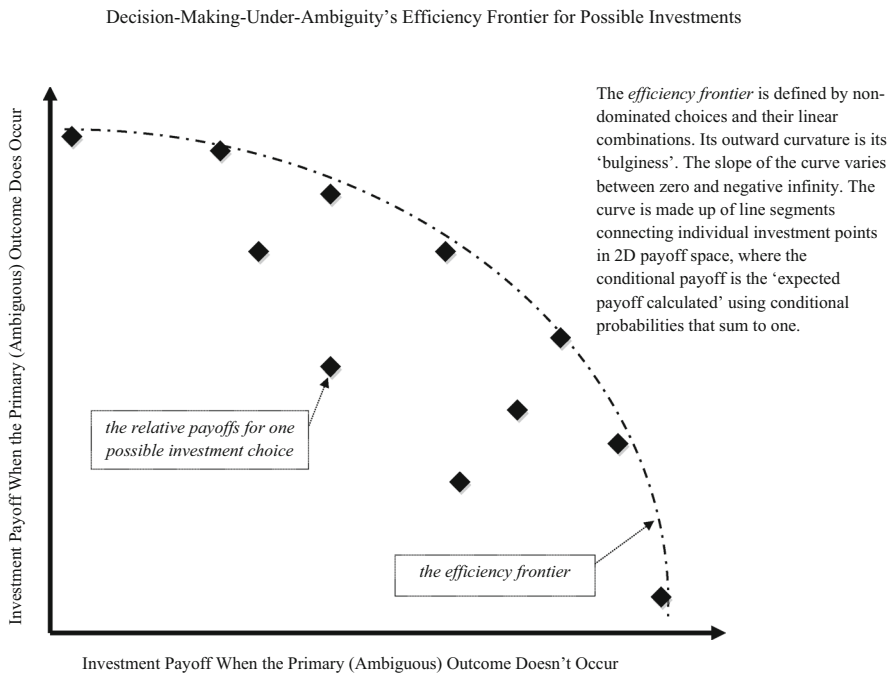 Decision-Making-Under-Ambiguity’s Efficiency Frontier for Possible Investments
Investment Payoff When the Primary (Ambiguous) Outcome Does Occur
The efficiency frontier is defined by non-
dominated choices and their linear
combinations. Its outward curvature is its
‘bulginess’. The slope of the curve varies
between zero and negative infinity. The
curve is made up of line segments
connecting individual investment points
in 2D payoff space, where the
conditional payoff is the ‘expected
payoff calculated’ using conditional
probabilities that sum to one.
the relative payoffs for one
possible investment choice
the efficiency frontier
Investment Payoff When the Primary (Ambiguous) Outcome Doesn’t Occur